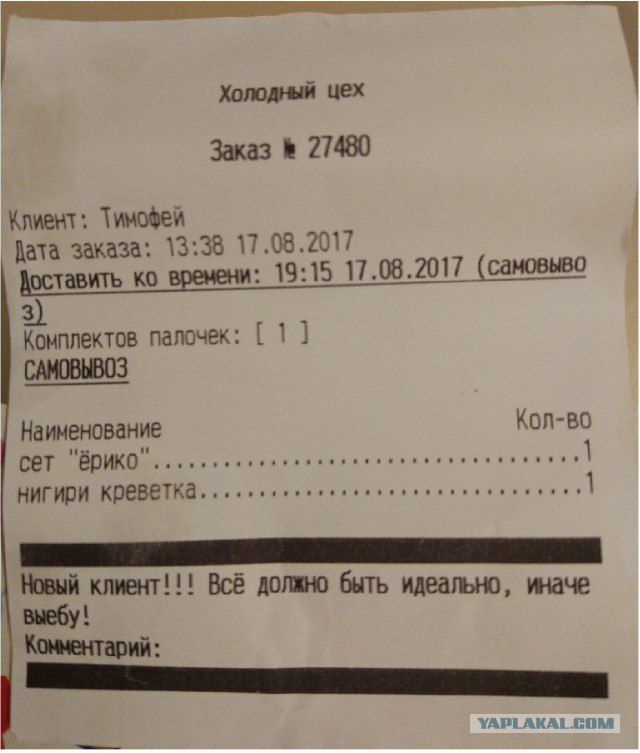 Холодный цех
Заказ № 27480
Клиент: Тимофей
Дата заказа: 13:38 17.08.2017
Доставить ко времени: 19:15 17.08.2017 (самовыво
з)
Комплектов палочек: [ 1 ]
САМОВЫВОЗ
Наименование Кол-во
сет "ёрико"......................................1
нигири креветка..................................1
Новый клиент!!! Всё должно быть идеально, иначе
выебу!
Комментарий:
YAPLAKAL.COM